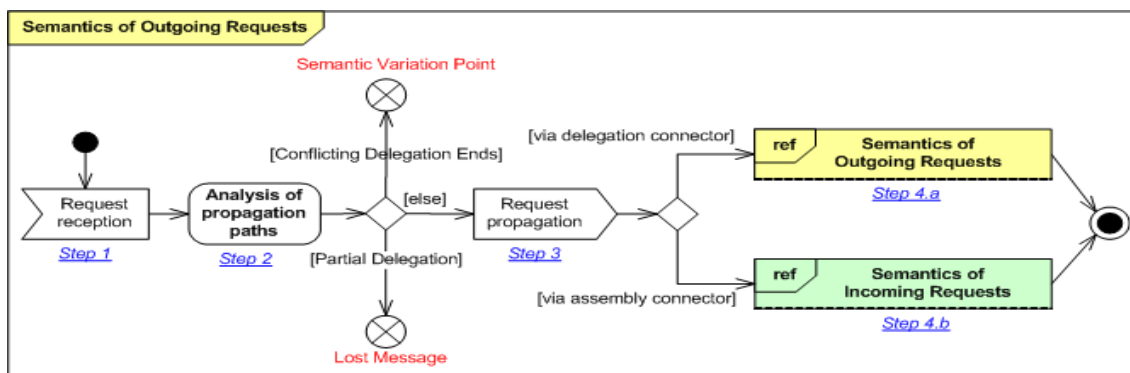 Semantics of Outgoing Requests
Semantic Variation Point
[via delegation connector]
[Conflicting Delegation Ends]
ref
Semantics of
Outgoing Requests
Step 4.a
Request
reception
Step 1
Analysis of
propagation
paths
Step 2
[else]
Request
propagation
Step 3
[Partial Delegation]
[via assembly connector]
ref
Semantics of
Incoming Requests
Step 4.b
Lost Message